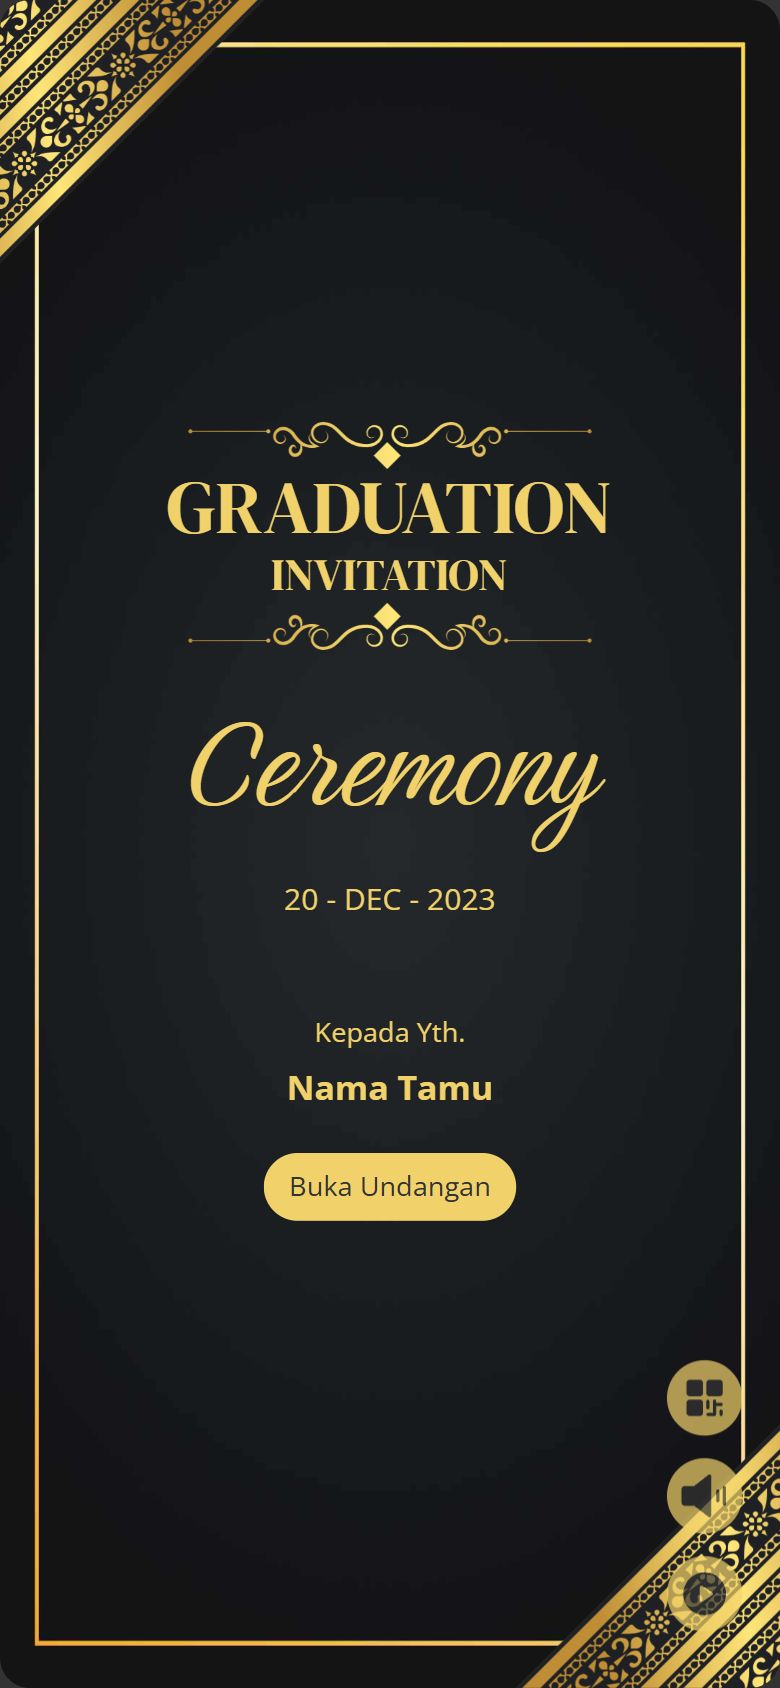 GRADUATION
INVITATION
Ceremony
20 - DEC - 2023
Kepada Yth.
Nama Tamu
Buka Undangan